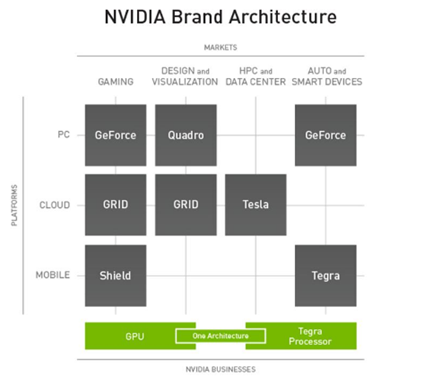 NVIDIA Brand Architecture
MARKETS
GAMING
DESIGN and
VISUALIZATION
HPC and
DATA CENTER
AUTO and
SMART DEVICES
PLATFORMS
PC
GeForce
Quadro
GeForce
CLOUD
GRID
GRID
Tesla
MOBILE
Shield
Tegra
GPU
One Architecture
Tegra
Processor
NVIDIA BUSINESSES